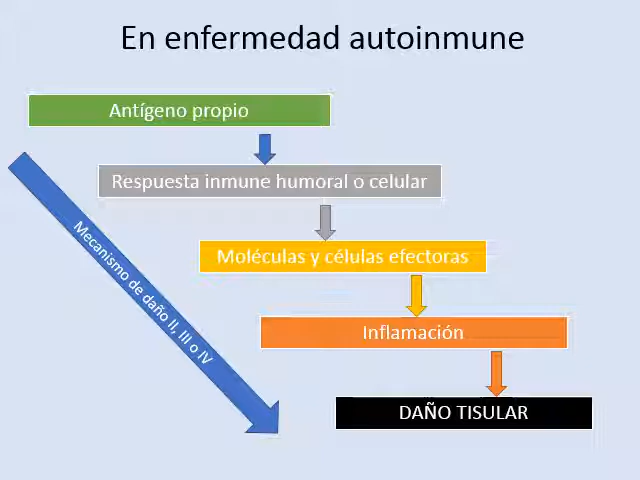 En enfermedad autoinmune
Antígeno propio
Respuesta inmune humoral o celular
Moléculas y células efectoras
Mecanismo de daño II, III o IV
Inflamación
DAÑO TISULAR